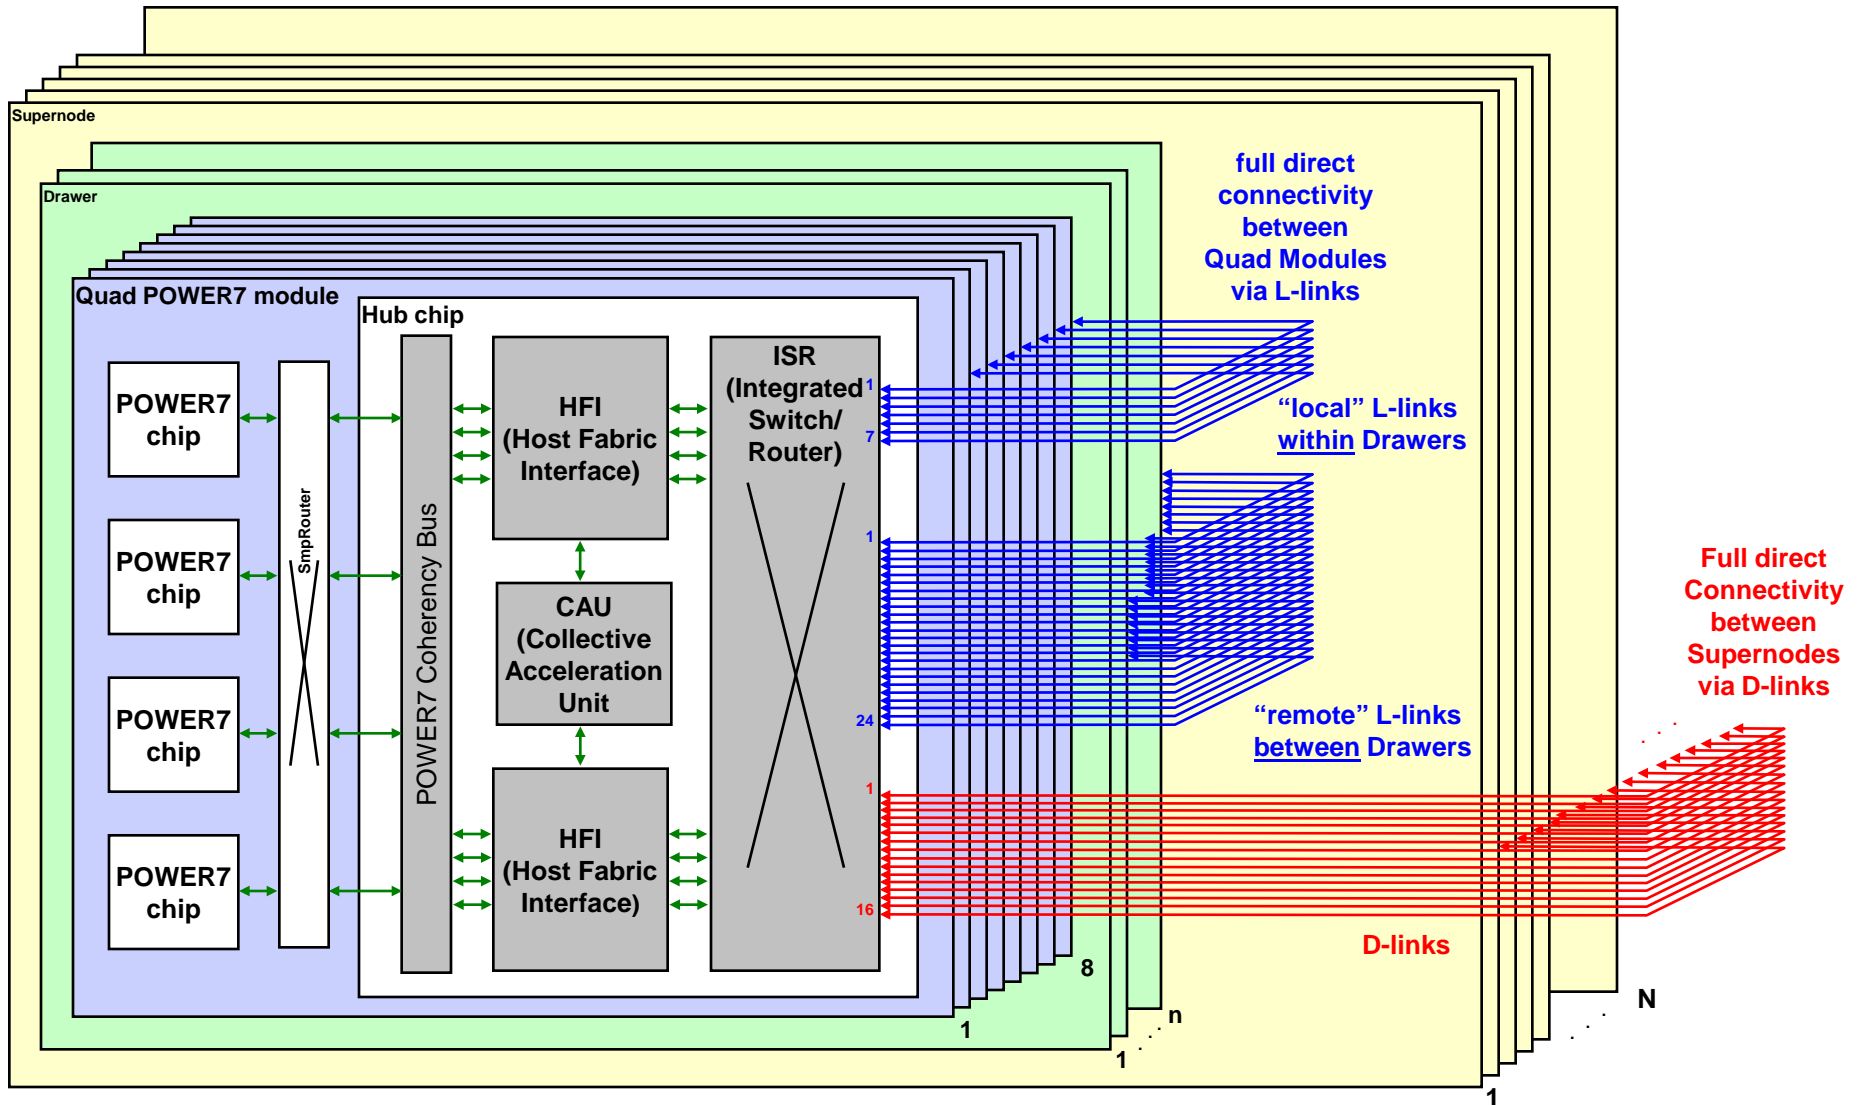 Supernode
Drawer
Quad POWER7 module
Hub chip
POWER7
chip
POWER7
chip
POWER7
chip
POWER7
chip
SmpRouter
POWER7 Coherency Bus
HFI
(Host Fabric
Interface)
CAU
(Collective
Acceleration
Unit
HFI
(Host Fabric
Interface)
ISR
(Integrated
Switch/
Router)
1
7
1
24
1
16
full direct
connectivity
between
Quad Modules
via L-links
“local” L-links
within Drawers
“remote” L-links
between Drawers
Full direct
Connectivity
between
Supernodes
via D-links
D-links
8
1
n
1
N
1